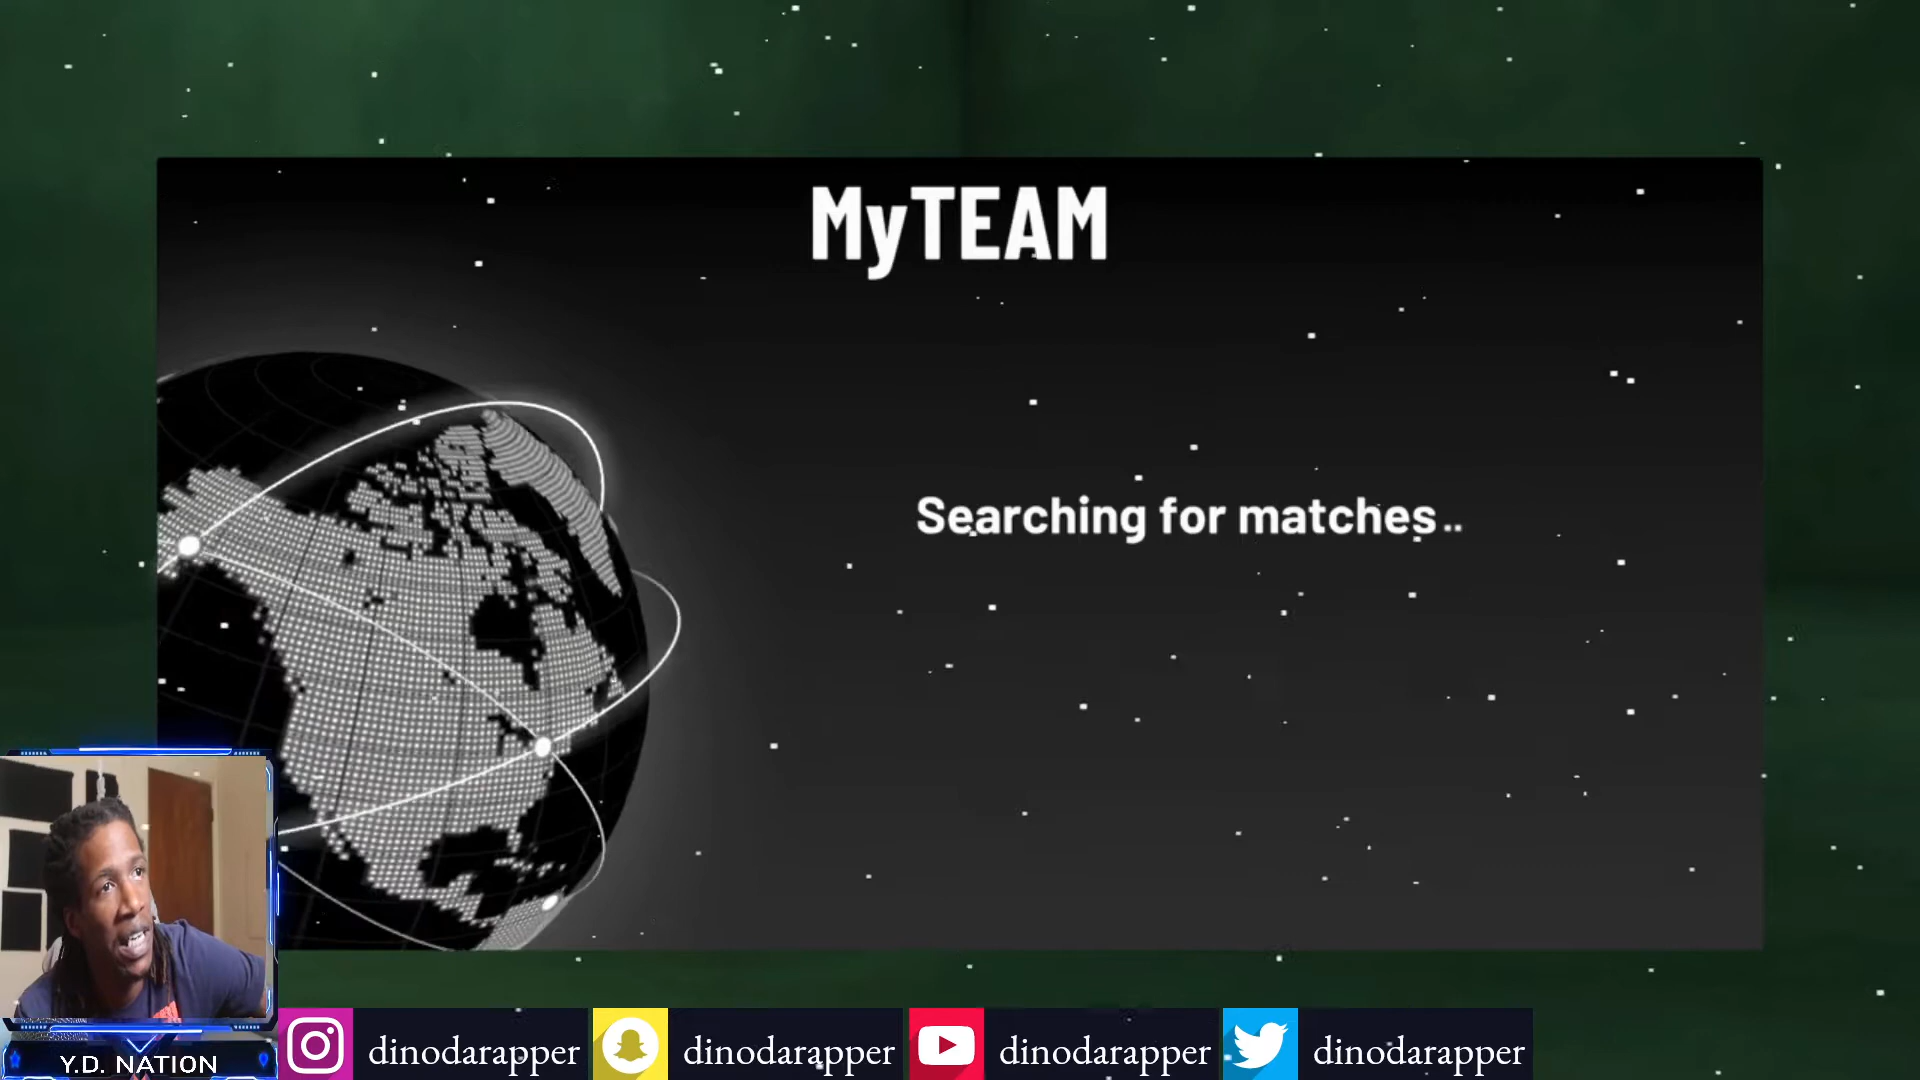 MyTEAM
Searching for matches..
Y.D. NATION
dinodarapper
dinodarapper
dinodarapper
dinodarapper